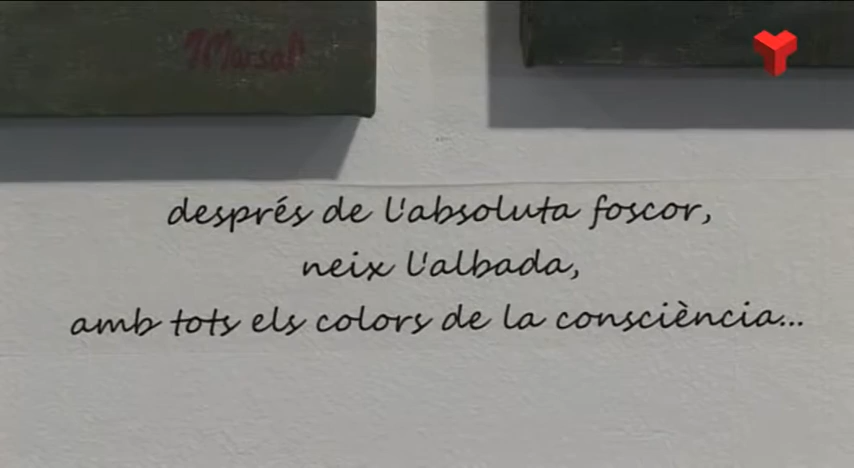 Marsal
després de l'absoluta foscor,
neix l'albada,
amb tots els colors de la consciència...